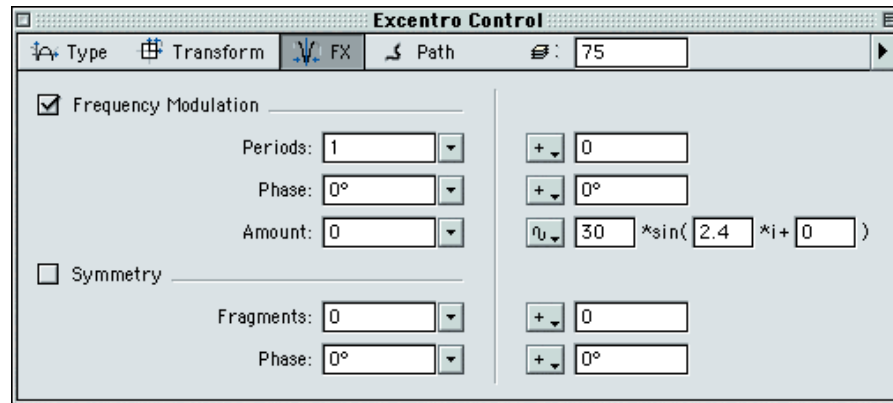 Excentro Control
Type Transform FX Path : 75
Frequency Modulation
Periods: 1 + 0
Phase: 0° + 0°
Amount: 0 30 *sin( 2.4 *i+ 0 )
Symmetry
Fragments: 0 + 0
Phase: 0° + 0°